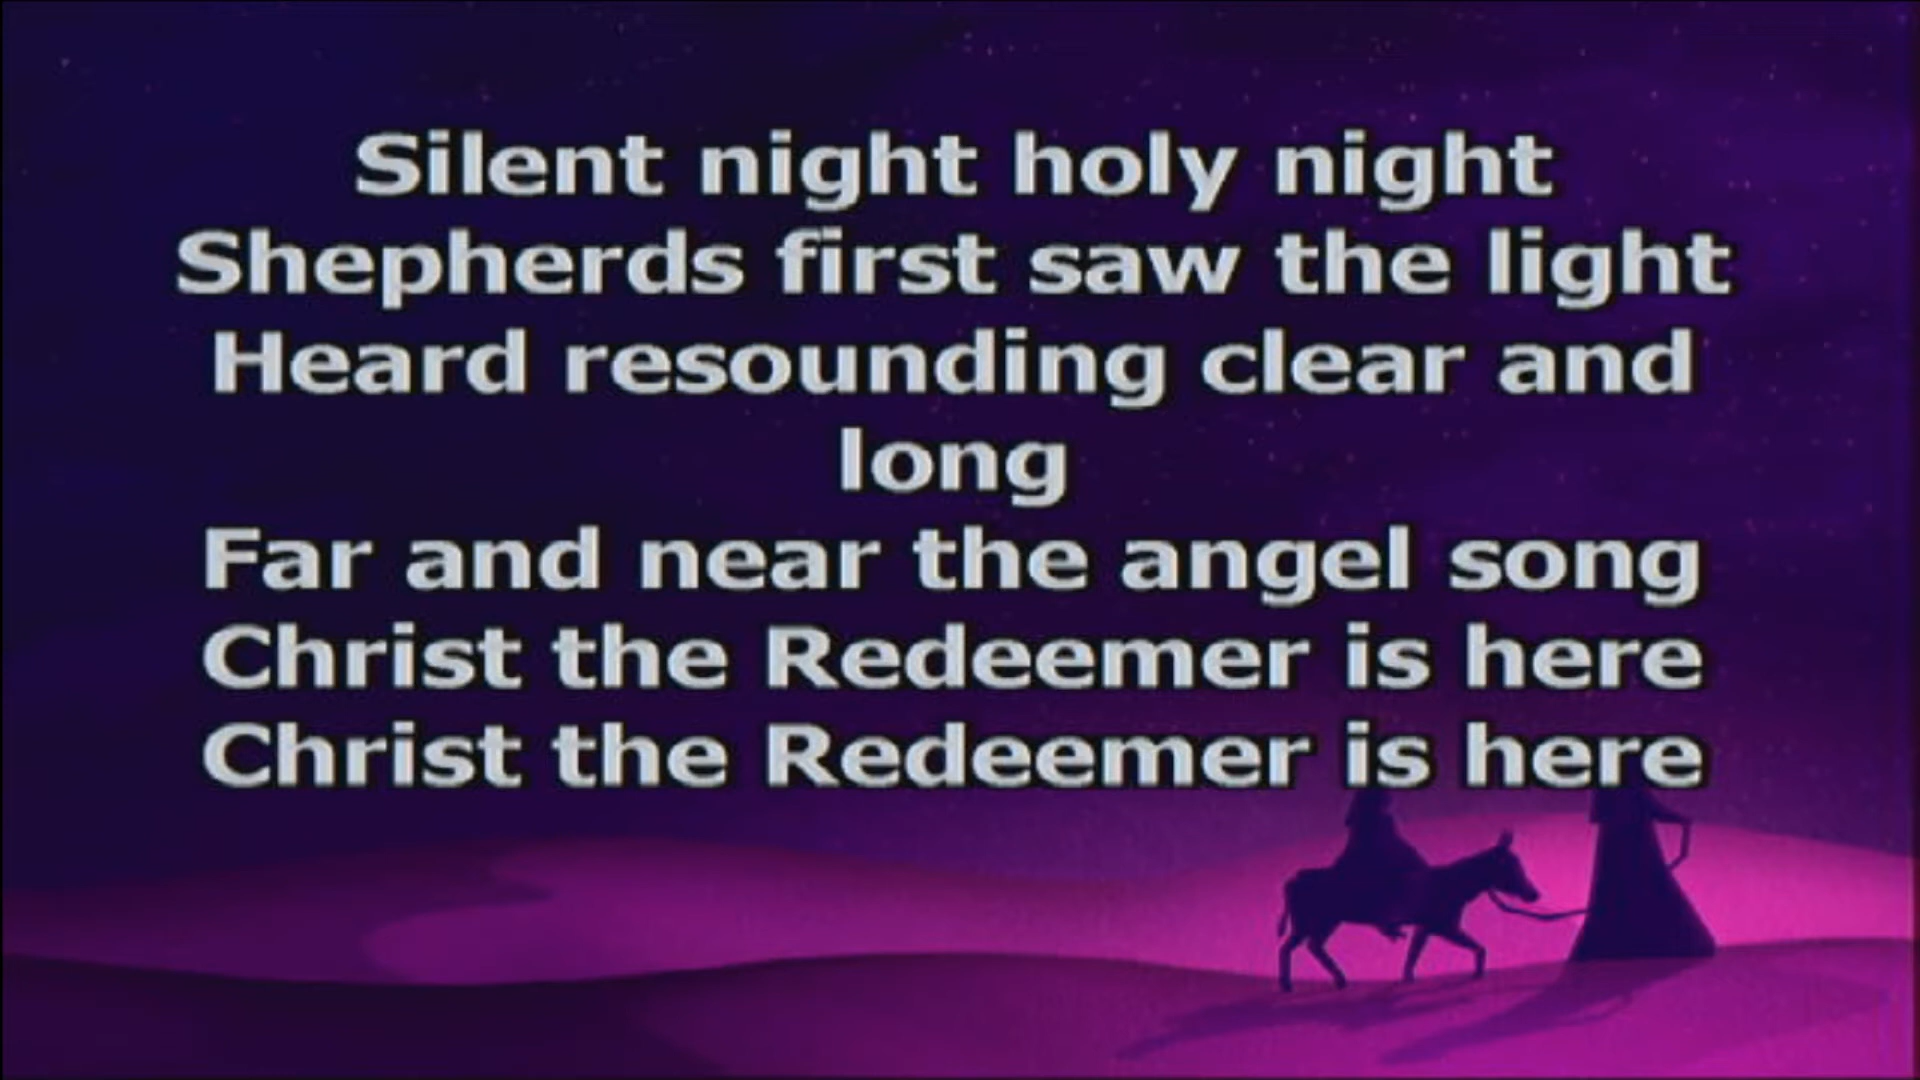 Silent night holy night
Shepherds first saw the light
Heard resounding clear and
long
Far and near the angel song
Christ the Redeemer is here
Christ the Redeemer is here